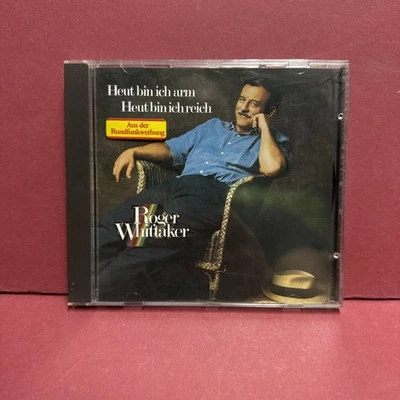 Heut bin ich arm
Heut bin ich reich
Aus der
Rundfunkwerbung
Roger
Whittaker